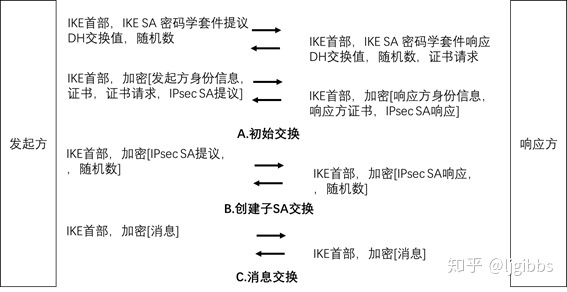 发起方
响应方
IKE首部，IKE SA 密码学套件提议
DH交换值，随机数
IKE首部，IKE SA 密码学套件响应
DH交换值，随机数，证书请求
IKE首部，加密[发起方身份信息，
证书，证书请求，IPsec SA提议]
IKE首部，加密[响应方身份信息，
响应方证书，IPsec SA响应]
A.初始交换
IKE首部，加密[IPsec SA提议，
，随机数]
IKE首部，加密[IPsec SA响应，
，随机数]
B.创建子SA交换
IKE首部，加密[消息]
IKE首部，加密[消息]
C.消息交换
知乎 @ljgibbs